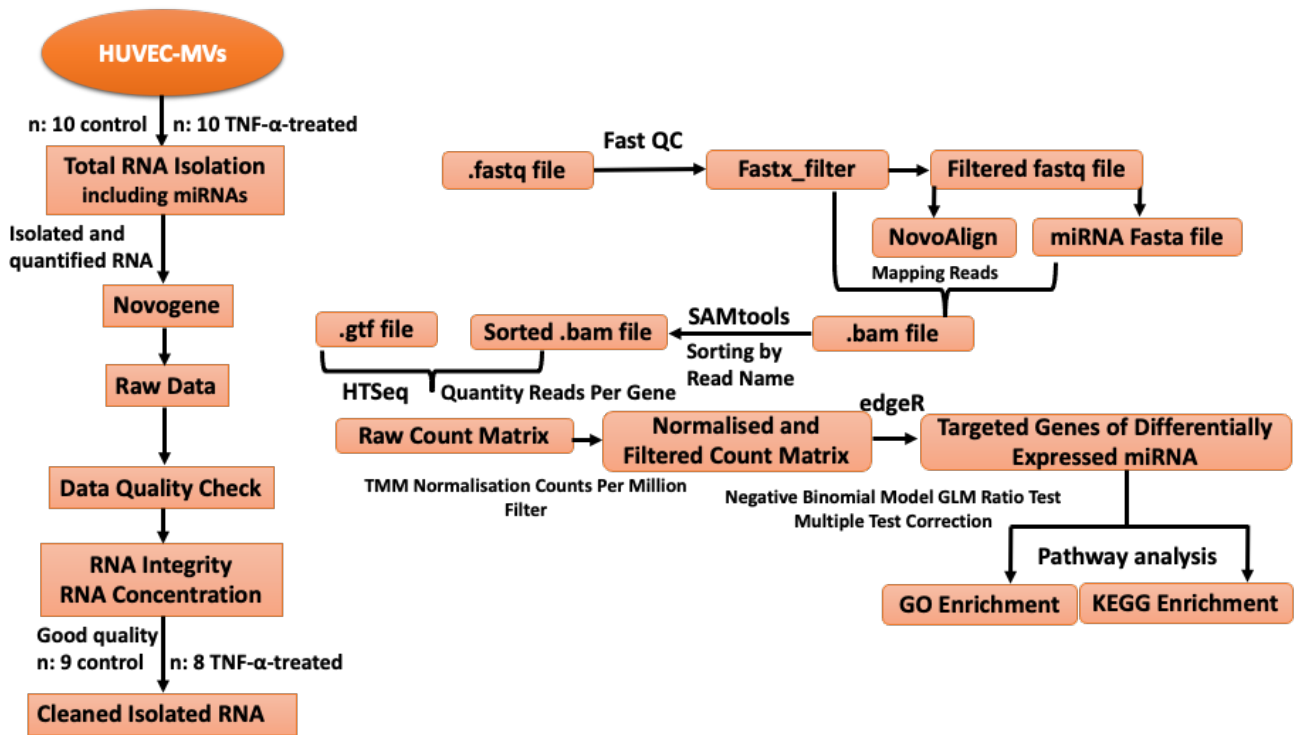 HUVEC-MVs
n: 10 control
n: 10 TNF-α-treated
Total RNA Isolation
including miRNAs
Isolated and
quantified RNA
Novogene
Raw Data
Data Quality Check
RNA Integrity
RNA Concentration
Good quality
n: 9 control
n: 8 TNF-α-treated
Cleaned Isolated RNA
.fastq file
Fast QC
Fastx_filter
Filtered fastq file
NovoAlign
miRNA Fasta file
Mapping Reads
.bam file
SAMtools
Sorting by
Read Name
Sorted .bam file
.gtf file
HTSeq
Quantity Reads Per Gene
Raw Count Matrix
Normalised and
Filtered Count Matrix
TMM Normalisation Counts Per Million
Filter
edgeR
Targeted Genes of Differentially
Expressed miRNA
Negative Binomial Model GLM Ratio Test
Multiple Test Correction
Pathway analysis
GO Enrichment
KEGG Enrichment